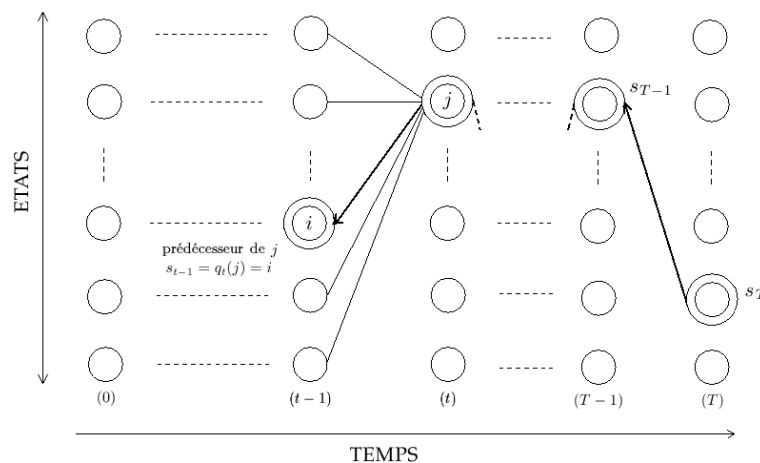 j
s_{T-1}
ETATS
i
prédécesseur de j
s_{t-1} = q_t(j) = i
s_T
(0) (t − 1) (t) (T − 1) (T)
TEMPS